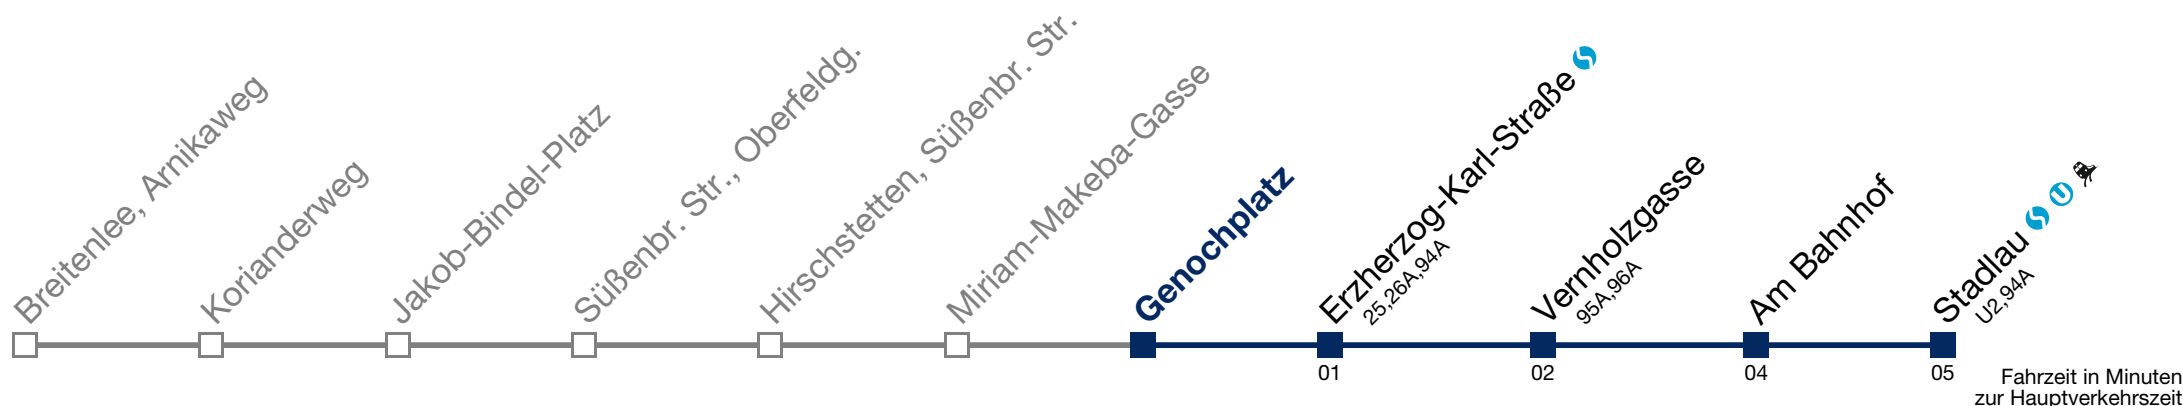 Breitenlee, Arnikaweg
Korianderweg
Jakob-Bindel-Platz
Süßenbr. Str., Oberfeldg.
Hirschstetten, Süßenbr. Str.
Miriam-Makeba-Gasse
Genochplatz
Erzherzog-Karl-Straße
25,26A,94A
Vernholzgasse
95A,96A
Am Bahnhof
Stadlau
U
U2,94A
01
02
04
05
Fahrzeit in Minuten
zur Hauptverkehrszeit